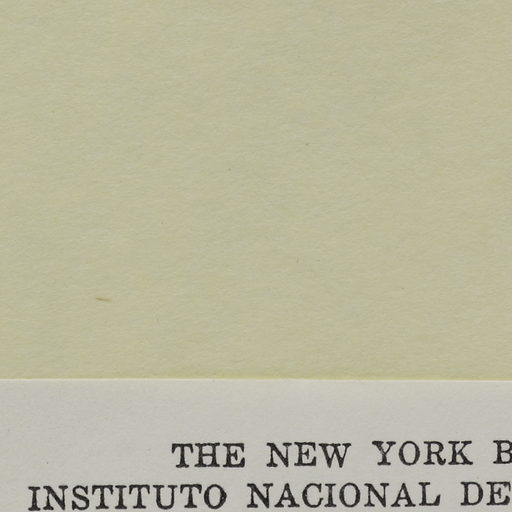 THE NEW YORK B
INSTITUTO NACIONAL DE